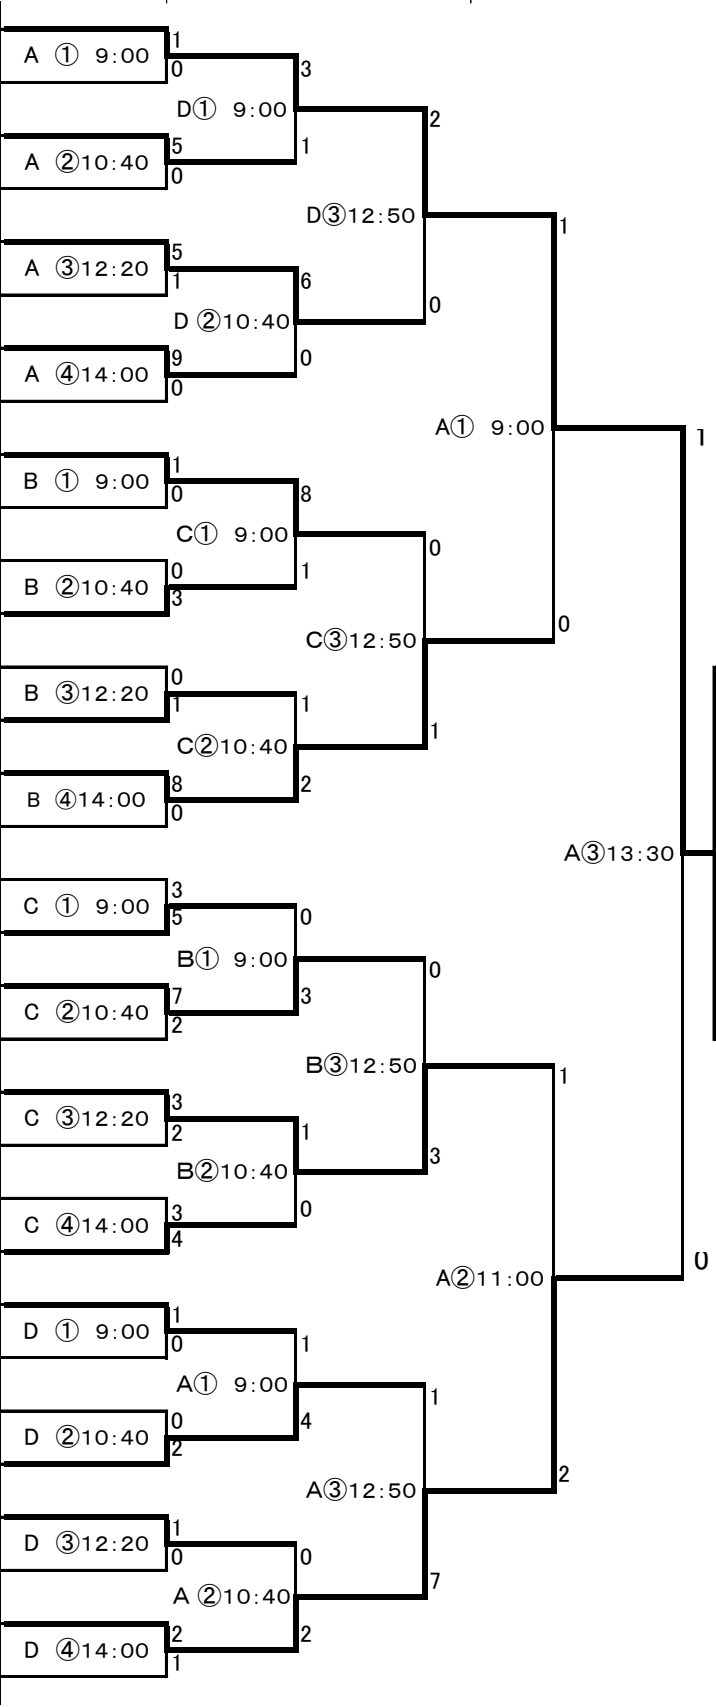 1
A ① 9:00
0
3
D① 9:00
2
5
1
A ②10:40
0
D③12:50
1
5
A ③12:20
1
6
0
D ②10:40
9
0
A ④14:00
0
A① 9:00
1
1
B ① 9:00
0
8
C① 9:00
0
0
1
B ②10:40
3
0
C③12:50
0
B ③12:20
1
1
1
C②10:40
8
2
B ④14:00
0
A③13:30
3
C ① 9:00
5
0
B① 9:00
0
7
3
C ②10:40
2
B③12:50
1
3
C ③12:20
2
1
3
B②10:40
3
0
C ④14:00
4
0
A②11:00
1
D ① 9:00
0
1
A① 9:00
1
0
4
D ②10:40
2
2
A③12:50
1
D ③12:20
0
0
7
A ②10:40
2
2
D ④14:00
1